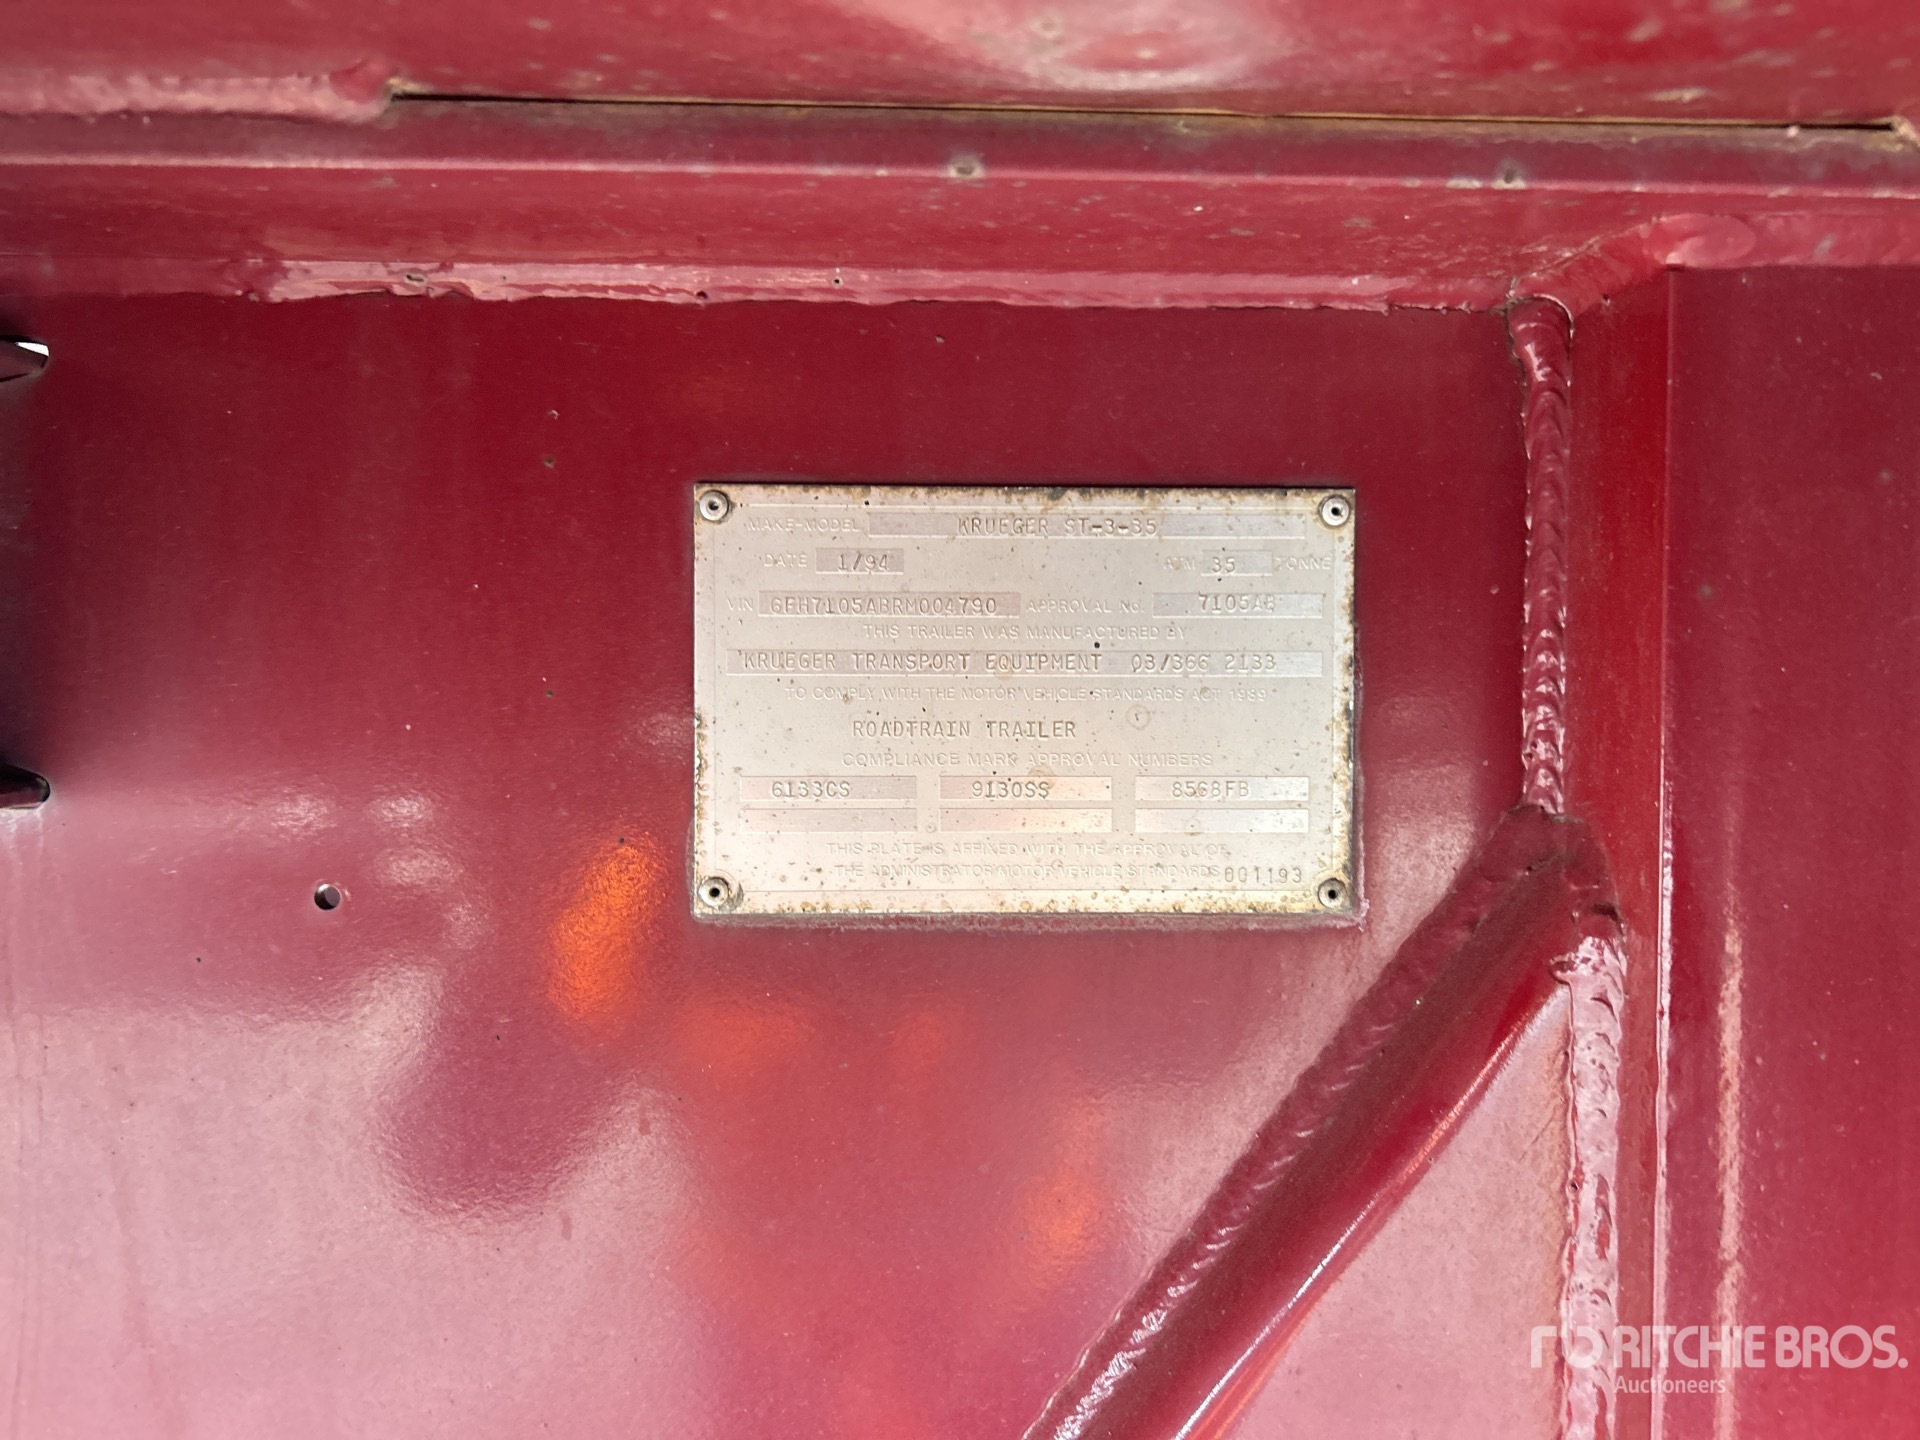 MAKE-MODEL KRUEGER ST-3-35
DATE 1/94 ATM 35 TONNE
VIN 6FH7105ABRM004790 APPROVAL No. 7105AB
THIS TRAILER WAS MANUFACTURED BY
KRUEGER TRANSPORT EQUIPMENT 03/366 2133
TO COMPLY WITH THE MOTOR VEHICLE STANDARDS ACT 1989
ROADTRAIN TRAILER
COMPLIANCE MARK APPROVAL NUMBERS
6133CS 9130SS 8568FB
THIS PLATE IS AFFIXED WITH THE APPROVAL OF
THE ADMINISTRATOR MOTOR VEHICLE STANDARDS 001193
RITCHIE BROS.
Auctioneers